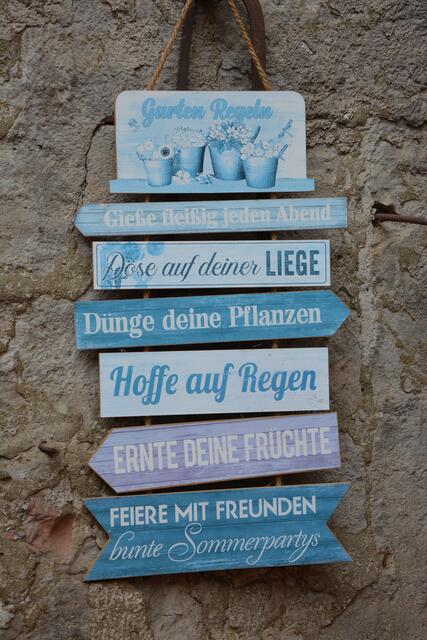 Garten Regeln
Gieße fleißig jeden Abend
Döse auf deiner LIEGE
Dünge deine Pflanzen
Hoffe auf Regen
ERNTE DEINE FRÜCHTE
FEIERE MIT FREUNDEN
bunte Sommerpartys